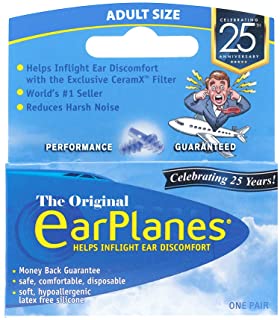 ADULT SIZE
CELEBRATING
25TH
ANNIVERSARY
• Helps Inflight Ear Discomfort
with the Exclusive CeramX™ Filter
• World's #1 Seller
• Reduces Harsh Noise
PERFORMANCE GUARANTEED
Celebrating 25 Years!
The Original
earPlanes®
HELPS INFLIGHT EAR DISCOMFORT
• Money Back Guarantee
• safe, comfortable, disposable
• soft, hypoallergenic
latex free silicone
ONE PAIR